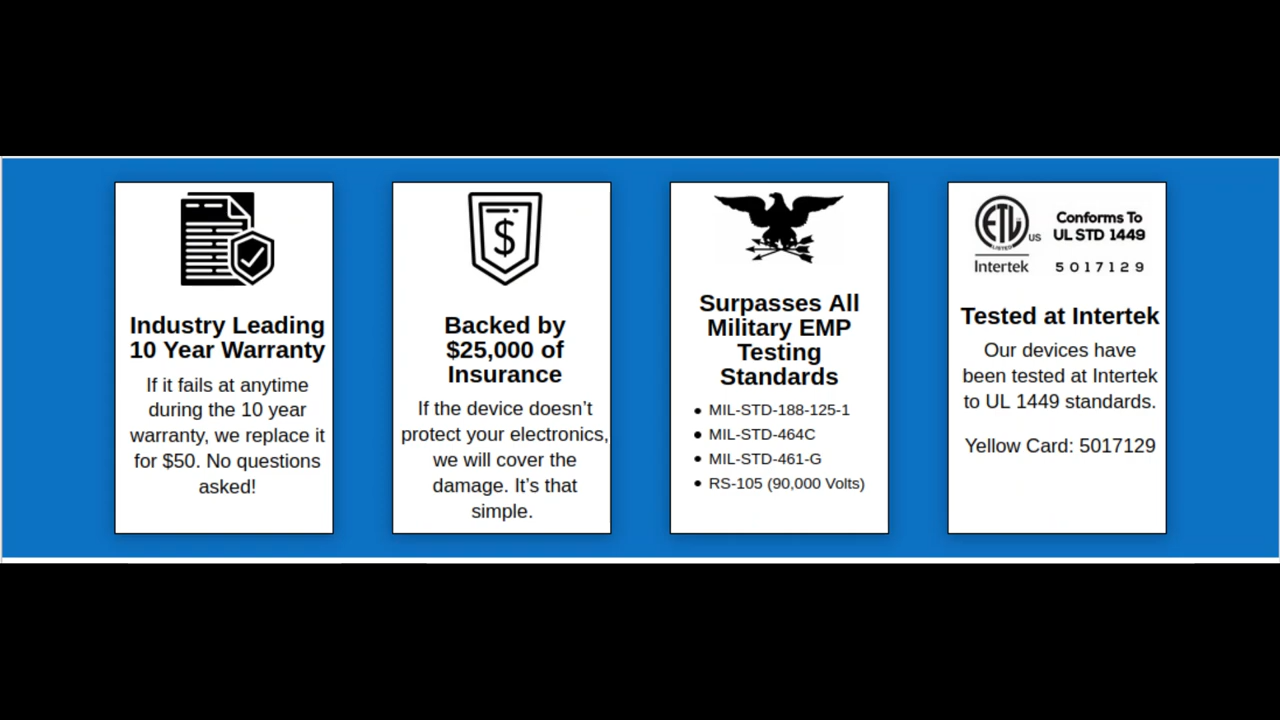 Industry Leading
10 Year Warranty
If it fails at anytime
during the 10 year
warranty, we replace it
for $50. No questions
asked!
$
Backed by
$25,000 of
Insurance
If the device doesn’t
protect your electronics,
we will cover the
damage. It’s that
simple.
Surpasses All
Military EMP
Testing
Standards
• MIL-STD-188-125-1
• MIL-STD-464C
• MIL-STD-461-G
• RS-105 (90,000 Volts)
ETL
LISTED
US
Intertek
Conforms To
UL STD 1449
5017129
Tested at Intertek
Our devices have
been tested at Intertek
to UL 1449 standards.
Yellow Card: 5017129